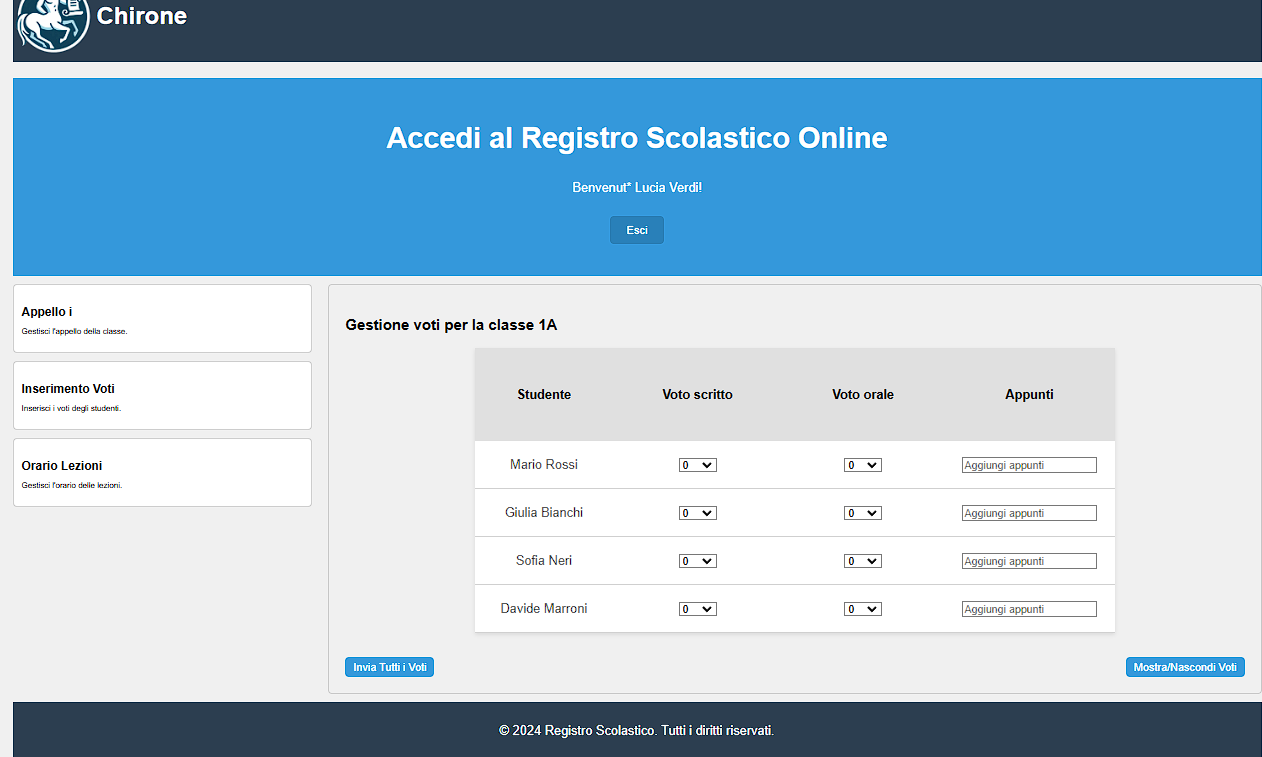 Chirone
Accedi al Registro Scolastico Online
Benvenut* Lucia Verdi!
Esci
Appello i
Gestisci l'appello della classe.
Inserimento Voti
Inserisci i voti degli studenti.
Orario Lezioni
Gestisci l'orario delle lezioni.
Gestione voti per la classe 1A
Studente Voto scritto Voto orale Appunti
Mario Rossi 0 0 Aggiungi appunti
Giulia Bianchi 0 0 Aggiungi appunti
Sofia Neri 0 0 Aggiungi appunti
Davide Marroni 0 0 Aggiungi appunti
Invia Tutti i Voti Mostra/Nascondi Voti
© 2024 Registro Scolastico. Tutti i diritti riservati.